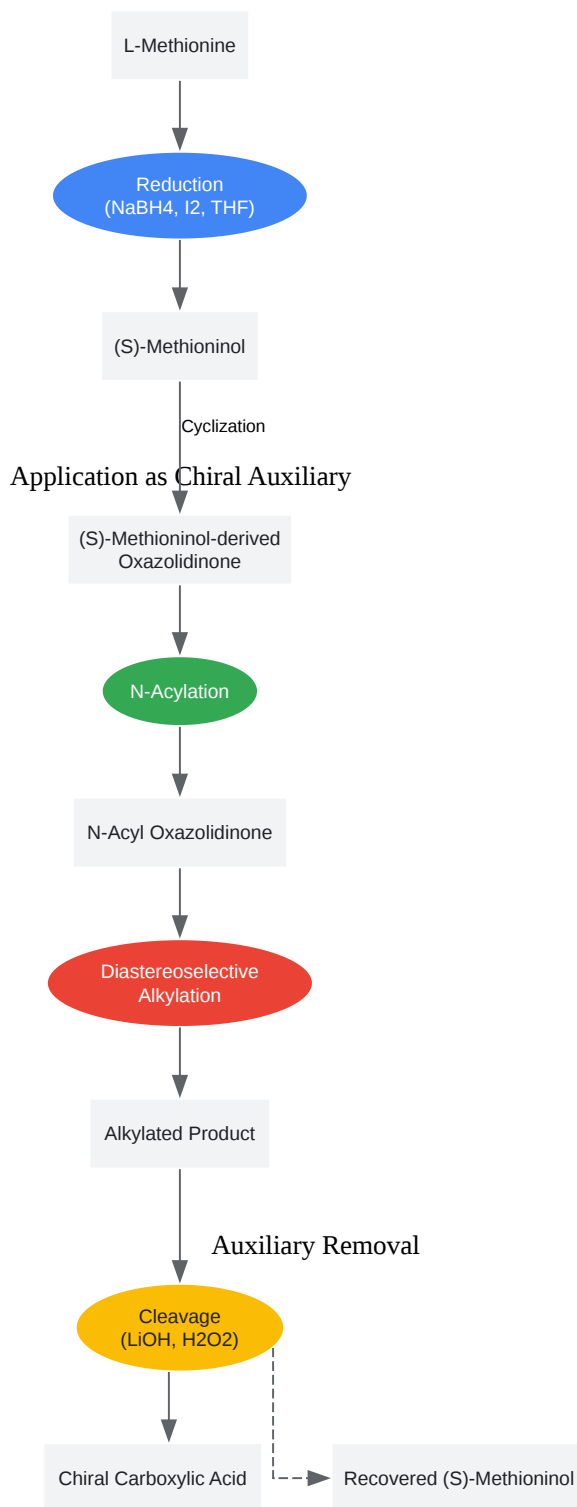 L-Methionine
Reduction
(NaBH4, I2, THF)
(S)-Methioninol
Cyclization
Application as Chiral Auxiliary
(S)-Methioninol-derived
Oxazolidinone
N-Acylation
N-Acyl Oxazolidinone
Diastereoselective
Alkylation
Alkylated Product
Auxiliary Removal
Cleavage
(LiOH, H2O2)
Chiral Carboxylic Acid
Recovered (S)-Methioninol